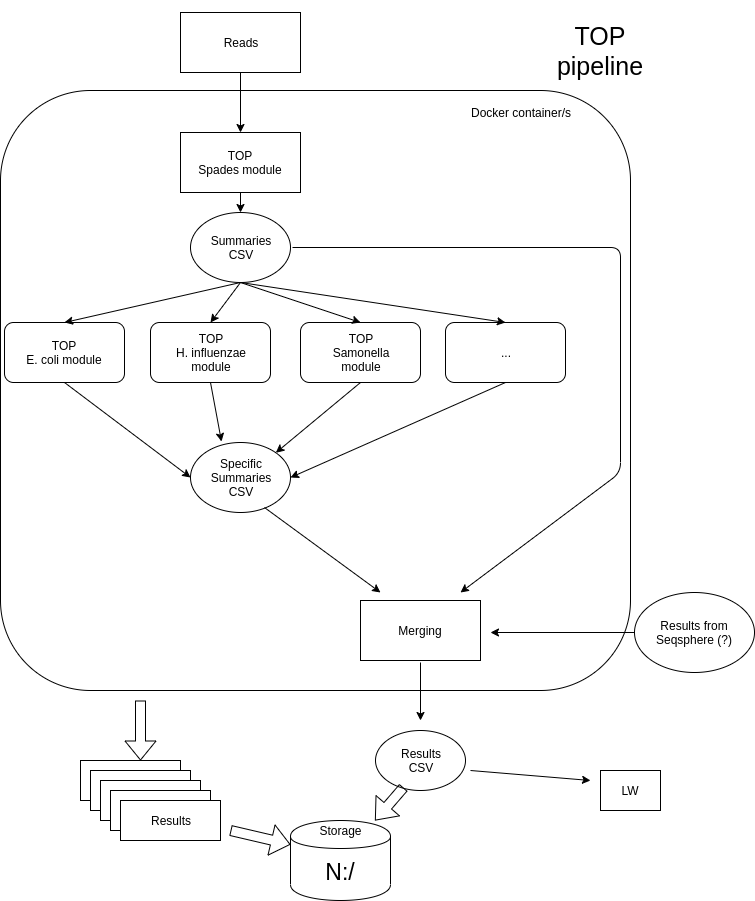 TOP
pipeline
Reads
Docker container/s
TOP
Spades module
Summaries
CSV
TOP
E. coli module
TOP
H. influenzae
module
TOP
Samonella
module
...
Specific
Summaries
CSV
Merging
Results from
Seqsphere (?)
Results
CSV
LW
Results
Storage
N:/